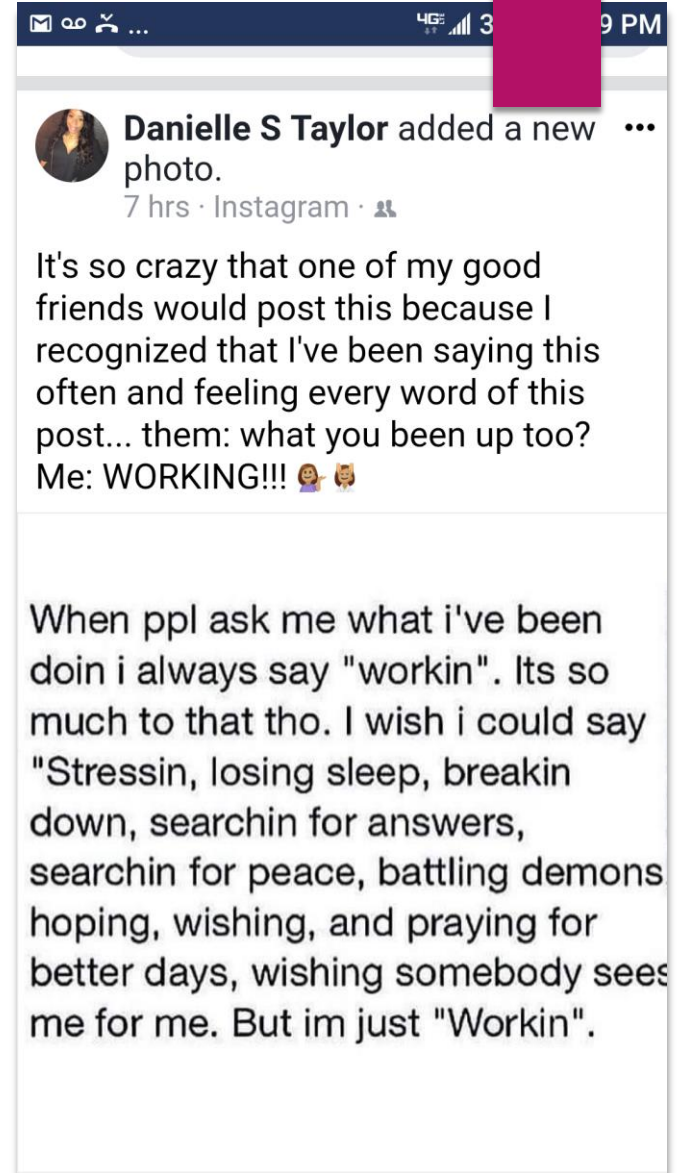 ... 4G 3 9 PM
Danielle S Taylor added a new
photo.
7 hrs · Instagram ·
It's so crazy that one of my good
friends would post this because I
recognized that I've been saying this
often and feeling every word of this
post... them: what you been up too?
Me: WORKING!!! 💁🏽💆🏽
When ppl ask me what i've been
doin i always say "workin". Its so
much to that tho. I wish i could say
"Stressin, losing sleep, breakin
down, searchin for answers,
searchin for peace, battling demons
hoping, wishing, and praying for
better days, wishing somebody sees
me for me. But im just "Workin".